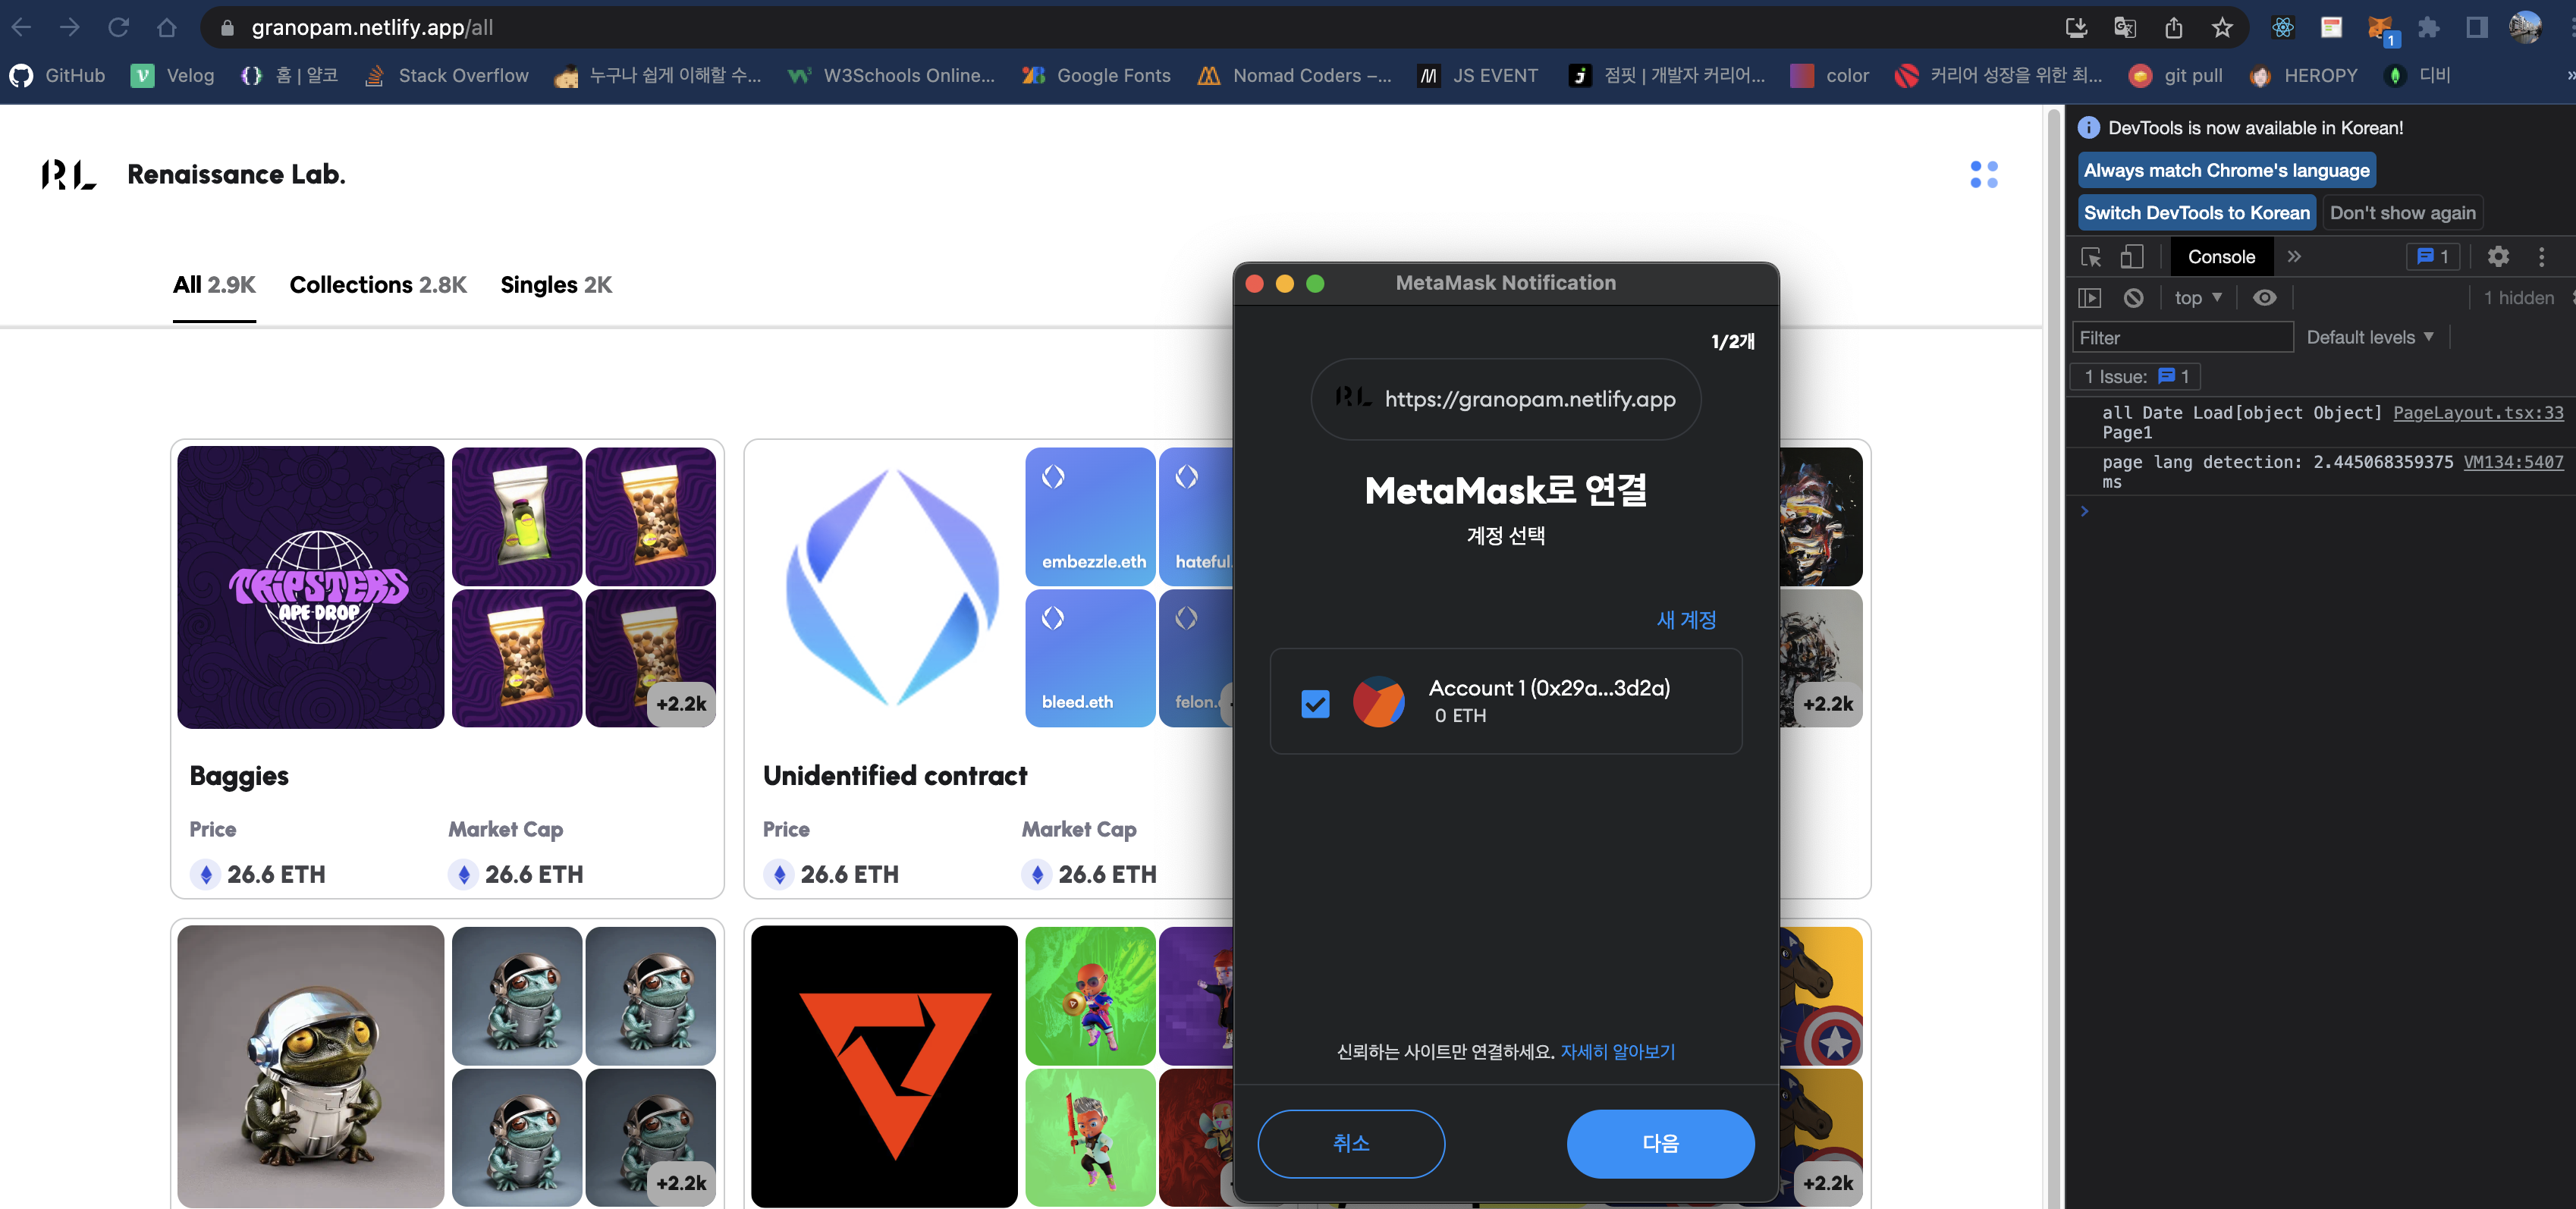 granopam.netlify.app/all
1
GitHub
Velog
홈 | 얄코
Stack Overflow
누구나 쉽게 이해할 수...
W3Schools Online...
Google Fonts
Nomad Coders –...
JS EVENT
점핏 | 개발자 커리어...
color
커리어 성장을 위한 최...
git pull
HEROPY
디비
»
RL Renaissance Lab.
All 2.9K
Collections 2.8K
Singles 2K
TRIPSTERS
APE DROP
+2.2k
Baggies
Price
Market Cap
26.6 ETH
26.6 ETH
embezzle.eth
hateful.
bleed.eth
felon.
Unidentified contract
Price
Market Cap
26.6 ETH
26.6 ETH
+2.2k
+2.2k
+2.2k
MetaMask Notification
1/2개
RL https://granopam.netlify.app
MetaMask로 연결
계정 선택
새 계정
Account 1 (0x29a...3d2a)
0 ETH
신뢰하는 사이트만 연결하세요. 자세히 알아보기
취소
다음
DevTools is now available in Korean!
Always match Chrome's language
Switch DevTools to Korean
Don't show again
Console
»
1
top
1 hidden
Filter
Default levels
1 Issue: 1
all Date Load[object Object] PageLayout.tsx:33
Page1
page lang detection: 2.445068359375 VM134:5407
ms